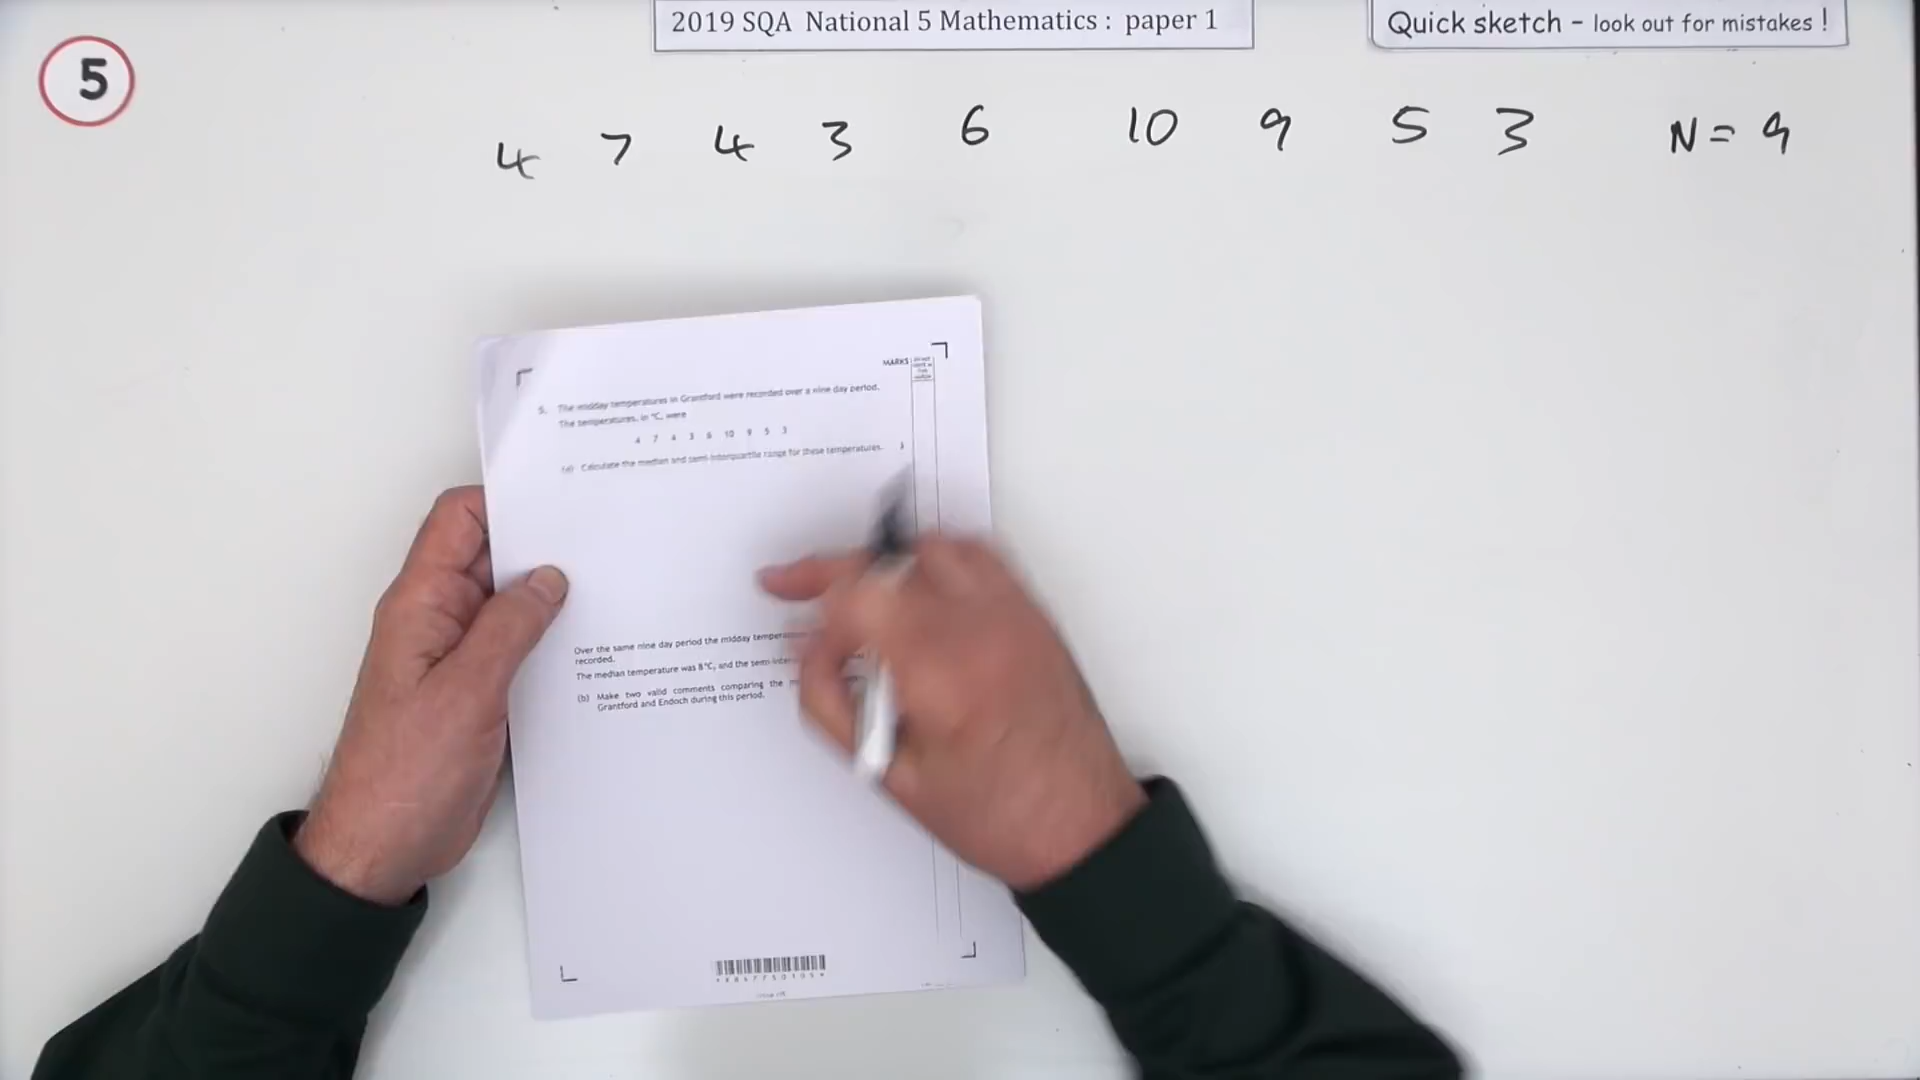 2019 SQA National 5 Mathematics : paper 1
Quick sketch – look out for mistakes !
5
4 7 4 3 6 10 9 5 3 N = 9
MARKS
5. The midday temperatures in Grantford were recorded over a nine day period.
The temperatures, in °C, were
4 7 4 3 6 10 9 5 3
(a) Calculate the median and semi-interquartile range for these temperatures.
Over the same nine day period the midday
recorded.
The median temperature was 8°C, and the
(b) Make two valid comments comparing the
Grantford and Endoch during this period.